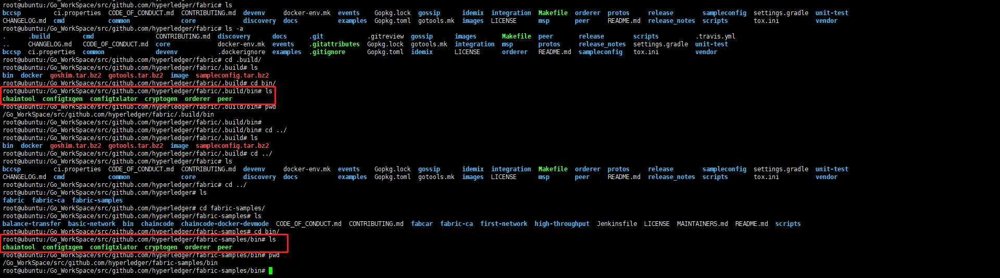 root@ubuntu:/Go_WorkSpace/src/github.com/hyperledger/fabric# ls
bccsp ci.properties CODE_OF_CONDUCT.md CONTRIBUTING.md devenv docker-env.mk events Gopkg.lock gossip idemix integration Makefile orderer protos release sampleconfig settings.gradle unit-test
CHANGELOG.md cmd common core discovery docs examples Gopkg.toml gotools.mk images LICENSE msp peer README.md release_notes scripts tox.ini vendor
root@ubuntu:/Go_WorkSpace/src/github.com/hyperledger/fabric# ls -a
. .build cmd CONTRIBUTING.md discovery docs .git .gitreview gossip images Makefile peer release scripts .travis.yml
.. CHANGELOG.md CODE_OF_CONDUCT.md core docker-env.mk events .gitattributes Gopkg.lock gotools.mk integration msp protos release_notes settings.gradle unit-test
bccsp ci.properties common devenv .dockerignore examples .gitignore Gopkg.toml idemix LICENSE orderer README.md sampleconfig tox.ini vendor
root@ubuntu:/Go_WorkSpace/src/github.com/hyperledger/fabric# cd .build/
root@ubuntu:/Go_WorkSpace/src/github.com/hyperledger/fabric/.build# ls
bin docker goshim.tar.bz2 gotools.tar.bz2 image sampleconfig.tar.bz2
root@ubuntu:/Go_WorkSpace/src/github.com/hyperledger/fabric/.build# cd bin/
root@ubuntu:/Go_WorkSpace/src/github.com/hyperledger/fabric/.build/bin# ls
chaintool configtxgen configtxlator cryptogen orderer peer
root@ubuntu:/Go_WorkSpace/src/github.com/hyperledger/fabric/.build/bin# pwd
/Go_WorkSpace/src/github.com/hyperledger/fabric/.build/bin
root@ubuntu:/Go_WorkSpace/src/github.com/hyperledger/fabric/.build/bin#
root@ubuntu:/Go_WorkSpace/src/github.com/hyperledger/fabric/.build/bin# cd ../
root@ubuntu:/Go_WorkSpace/src/github.com/hyperledger/fabric/.build# ls
bin docker goshim.tar.bz2 gotools.tar.bz2 image sampleconfig.tar.bz2
root@ubuntu:/Go_WorkSpace/src/github.com/hyperledger/fabric/.build# cd ../
root@ubuntu:/Go_WorkSpace/src/github.com/hyperledger/fabric# ls
bccsp ci.properties CODE_OF_CONDUCT.md CONTRIBUTING.md devenv docker-env.mk events Gopkg.lock gossip idemix integration Makefile orderer protos release sampleconfig settings.gradle unit-test
CHANGELOG.md cmd common core discovery docs examples Gopkg.toml gotools.mk images LICENSE msp peer README.md release_notes scripts tox.ini vendor
root@ubuntu:/Go_WorkSpace/src/github.com/hyperledger/fabric# cd ../
root@ubuntu:/Go_WorkSpace/src/github.com/hyperledger# ls
fabric fabric-ca fabric-samples
root@ubuntu:/Go_WorkSpace/src/github.com/hyperledger# cd fabric-samples/
root@ubuntu:/Go_WorkSpace/src/github.com/hyperledger/fabric-samples# ls
balance-transfer basic-network bin chaincode chaincode-docker-devmode CODE_OF_CONDUCT.md CONTRIBUTING.md fabcar fabric-ca first-network high-throughput Jenkinsfile LICENSE MAINTAINERS.md README.md scripts
root@ubuntu:/Go_WorkSpace/src/github.com/hyperledger/fabric-samples# cd bin/
root@ubuntu:/Go_WorkSpace/src/github.com/hyperledger/fabric-samples/bin# ls
chaintool configtxgen configtxlator cryptogen orderer peer
root@ubuntu:/Go_WorkSpace/src/github.com/hyperledger/fabric-samples/bin# pwd
/Go_WorkSpace/src/github.com/hyperledger/fabric-samples/bin
root@ubuntu:/Go_WorkSpace/src/github.com/hyperledger/fabric-samples/bin#